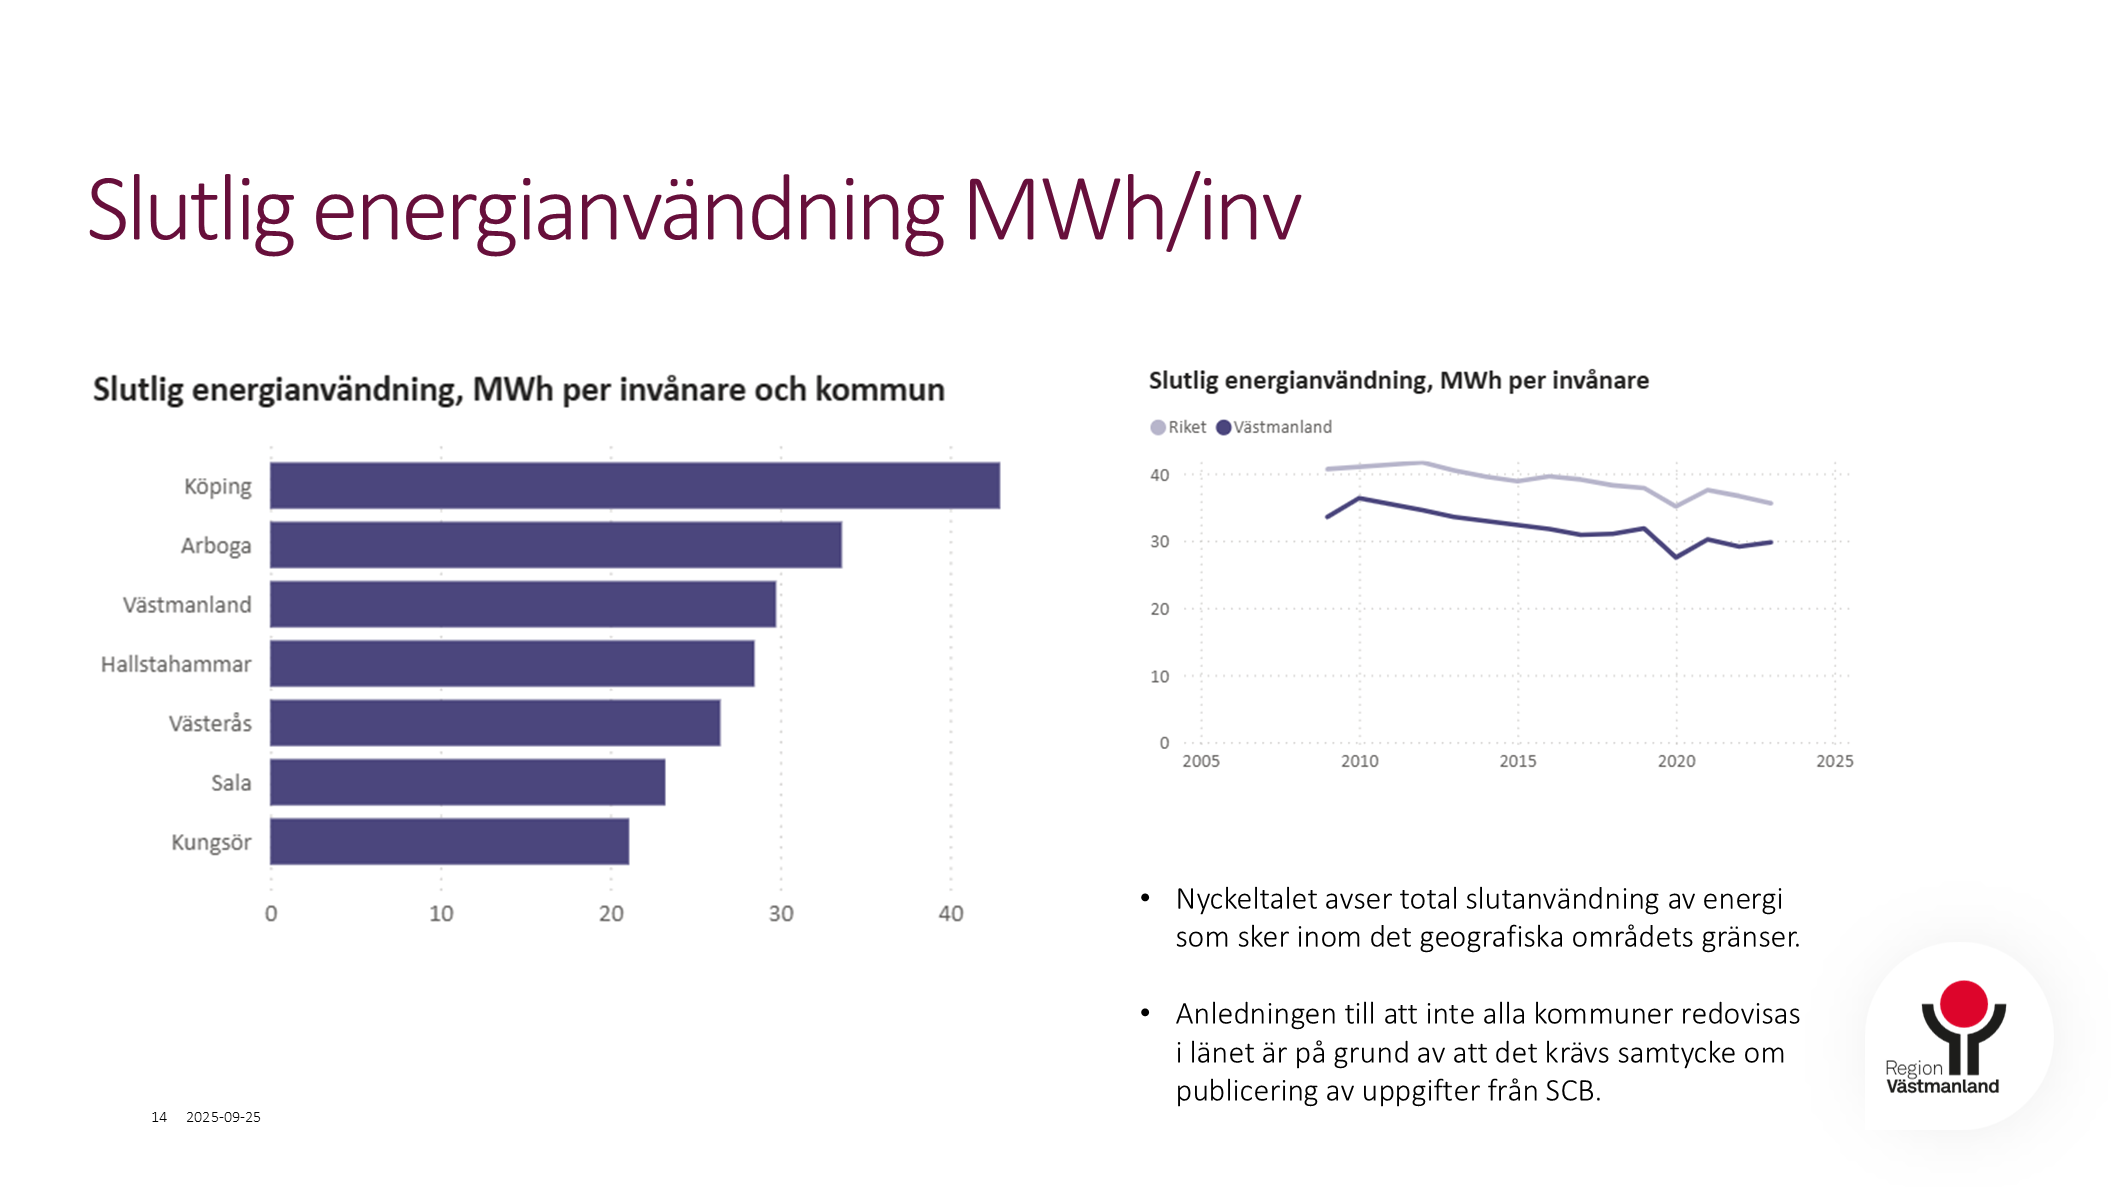 Slutlig energianvändning MWh/inv
Slutlig energianvändning, MWh per invånare och kommun
Köping
Arboga
Västmanland
Hallstahammar
Västerås
Sala
Kungsör
0 10 20 30 40
Slutlig energianvändning, MWh per invånare
Riket Västmanland
40
30
20
10
0
2005 2010 2015 2020 2025
• Nyckeltalet avser total slutanvändning av energi
som sker inom det geografiska områdets gränser.
• Anledningen till att inte alla kommuner redovisas
i länet är på grund av att det krävs samtycke om
publicering av uppgifter från SCB.
Region
Västmanland
14 2025-09-25